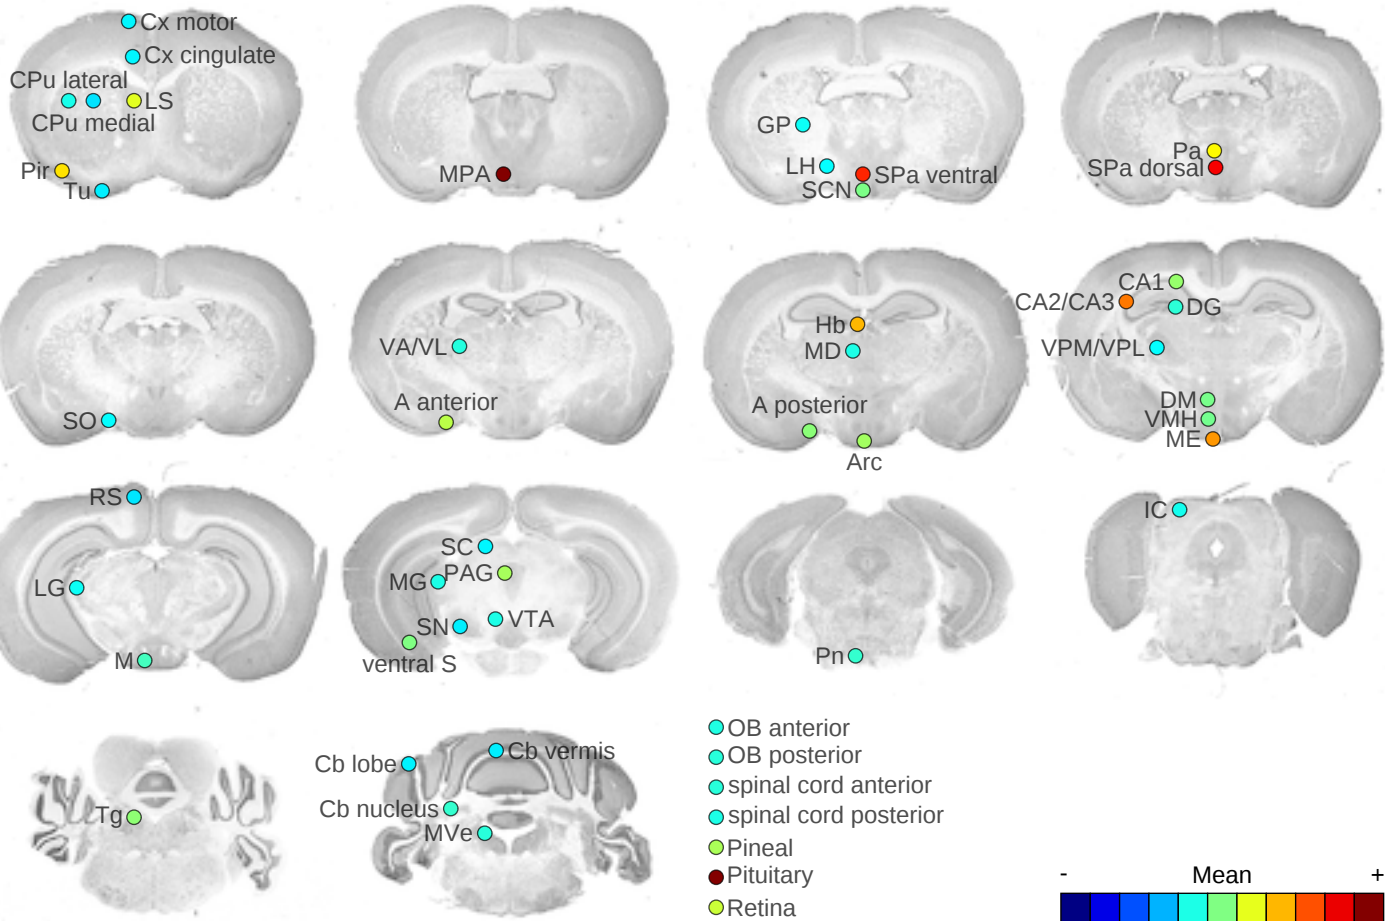 Cx motor
Cx cingulate
CPu lateral
LS
CPu medial
Pir
Tu
MPA
GP
LH
SPa ventral
SCN
Pa
SPa dorsal
SO
VA/VL
A anterior
Hb
MD
A posterior
Arc
CA1
CA2/CA3
DG
VPM/VPL
DM
VMH
ME
RS
LG
M
SC
PAG
MG
VTA
SN
ventral S
Pn
IC
Tg
Cb vermis
Cb lobe
Cb nucleus
MVe
OB anterior
OB posterior
spinal cord anterior
spinal cord posterior
Pineal
Pituitary
Retina
- Mean +